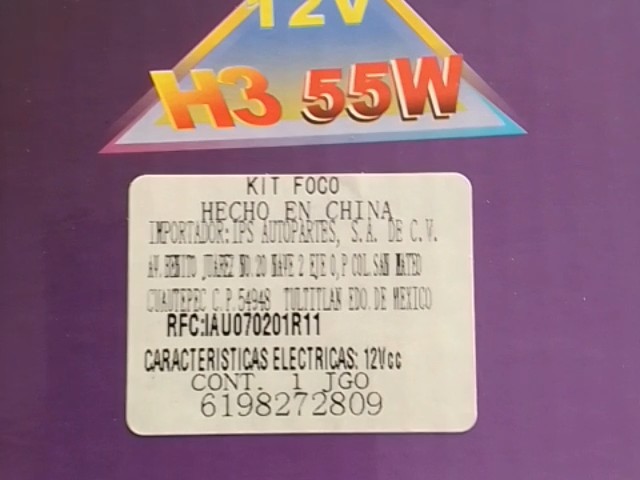 12V
H3 55W
KIT FOCO
HECHO EN CHINA
IMPORTADOR:IPS AUTOPARTES, S.A. DE C.V.
AV.BENITO JUAREZ NO.20 NAVE 2 EJE 0,P COL.SAN MATEO
CUAUTEPEC C.P.54948 TULTITLAN EDO.DE MEXICO
RFC:IAU070201R11
CARACTERISTICAS ELECTRICAS: 12Vcc
CONT. 1 JGO
6198272809